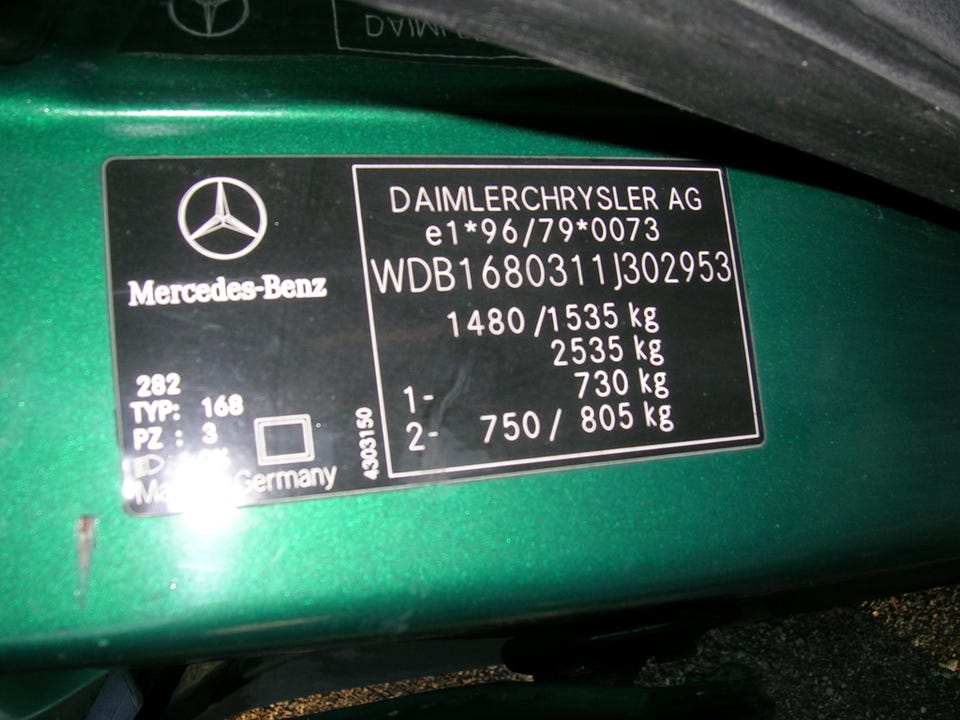 Mercedes-Benz
282
TYP: 168
PZ : 3
Germany
4303150
DAIMLERCHRYSLER AG
e1*96/79*0073
WDB1680311J302953
1480/1535 kg
2535 kg
1- 730 kg
2- 750/ 805 kg